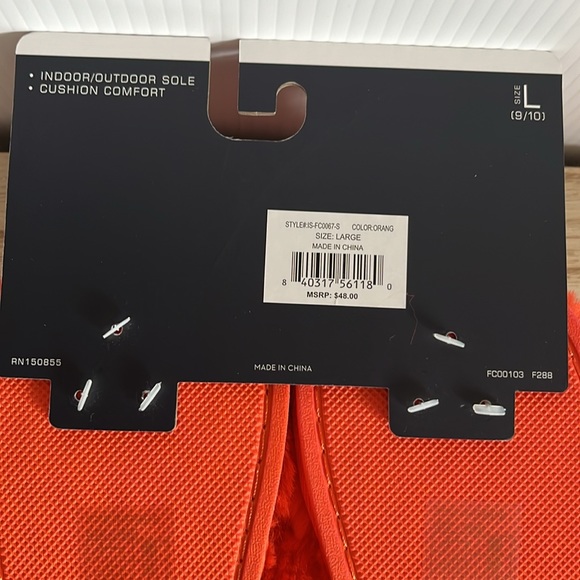 • INDOOR/OUTDOOR SOLE
• CUSHION COMFORT
SIZE L
(9/10)
STYLE#:IS-FC0067-S COLOR:ORANG
SIZE: LARGE
MADE IN CHINA
8 40317 56118 0
MSRP: $48.00
RN150855
MADE IN CHINA
FC00103 F288